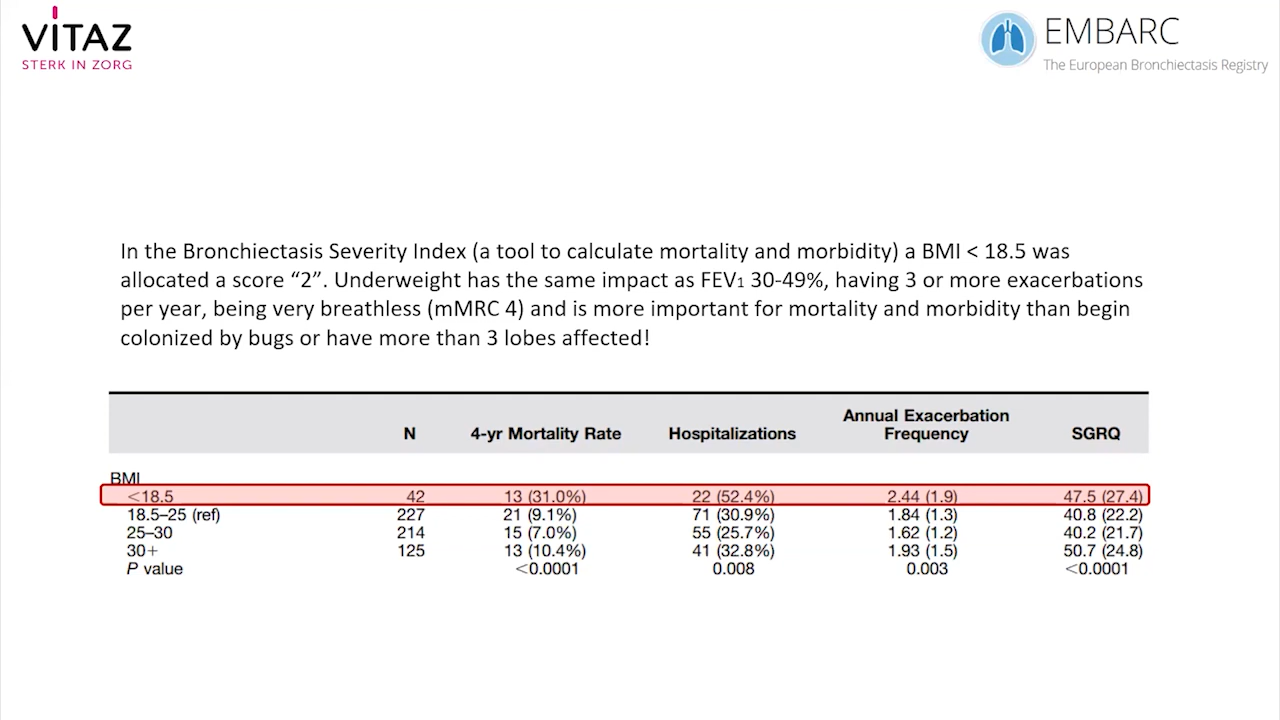 VITAZ
STERK IN ZORG
EMBARC
The European Bronchiectasis Registry
In the Bronchiectasis Severity Index (a tool to calculate mortality and morbidity) a BMI < 18.5 was
allocated a score “2”. Underweight has the same impact as FEV₁ 30-49%, having 3 or more exacerbations
per year, being very breathless (mMRC 4) and is more important for mortality and morbidity than begin
colonized by bugs or have more than 3 lobes affected!
N 4-yr Mortality Rate Hospitalizations Annual Exacerbation Frequency SGRQ
BMI
<18.5 42 13 (31.0%) 22 (52.4%) 2.44 (1.9) 47.5 (27.4)
18.5–25 (ref) 227 21 (9.1%) 71 (30.9%) 1.84 (1.3) 40.8 (22.2)
25–30 214 15 (7.0%) 55 (25.7%) 1.62 (1.2) 40.2 (21.7)
30+ 125 13 (10.4%) 41 (32.8%) 1.93 (1.5) 50.7 (24.8)
P value <0.0001 0.008 0.003 <0.0001